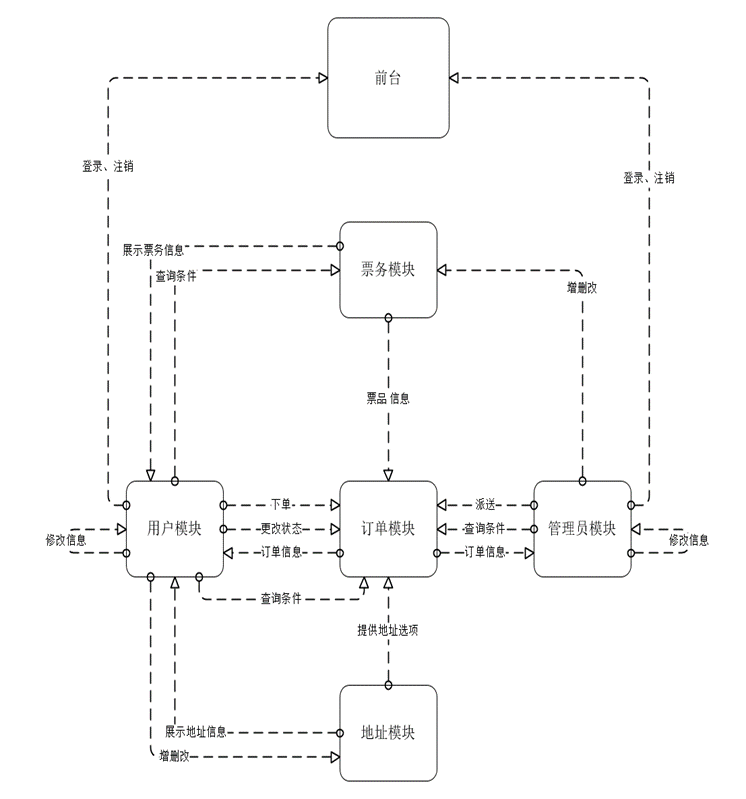 前台
登录、注销
登录、注销
展示票务信息
查询条件
票务模块
增删改
票品 信息
用户模块
下单
更改状态
订单信息
订单模块
派送
查询条件
订单信息
管理员模块
修改信息
修改信息
查询条件
提供地址选项
展示地址信息
增删改
地址模块